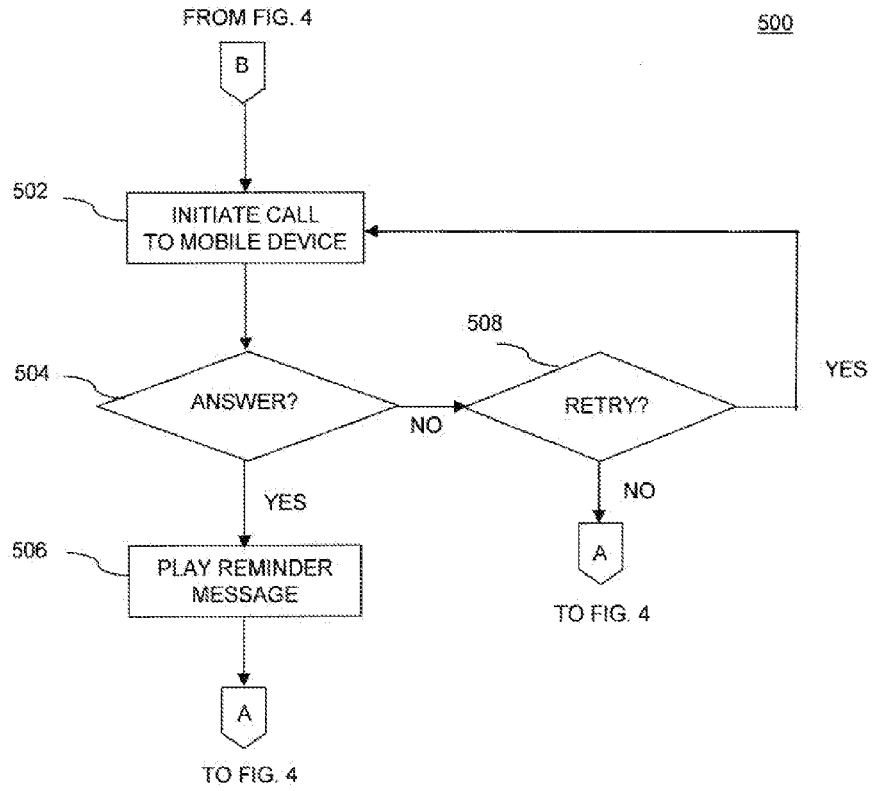 FROM FIG. 4
500
B
502
INITIATE CALL
TO MOBILE DEVICE
504
ANSWER?
NO
508
RETRY?
YES
YES
NO
506
PLAY REMINDER
MESSAGE
A
TO FIG. 4
A
TO FIG. 4